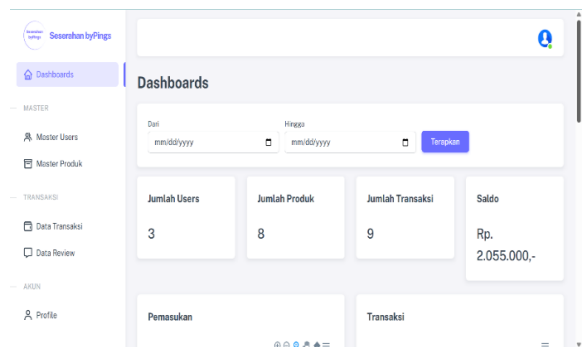 Seserahan byPings
Dashboards
MASTER
Master Users
Master Produk
TRANSAKSI
Data Transaksi
Data Review
AKUN
Profile
Dashboards
Dari
Hingga
mm/dd/yyyy
mm/dd/yyyy
Terapkan
Jumlah Users
3
Jumlah Produk
8
Jumlah Transaksi
9
Saldo
Rp.
2.055.000,-
Pemasukan
Transaksi